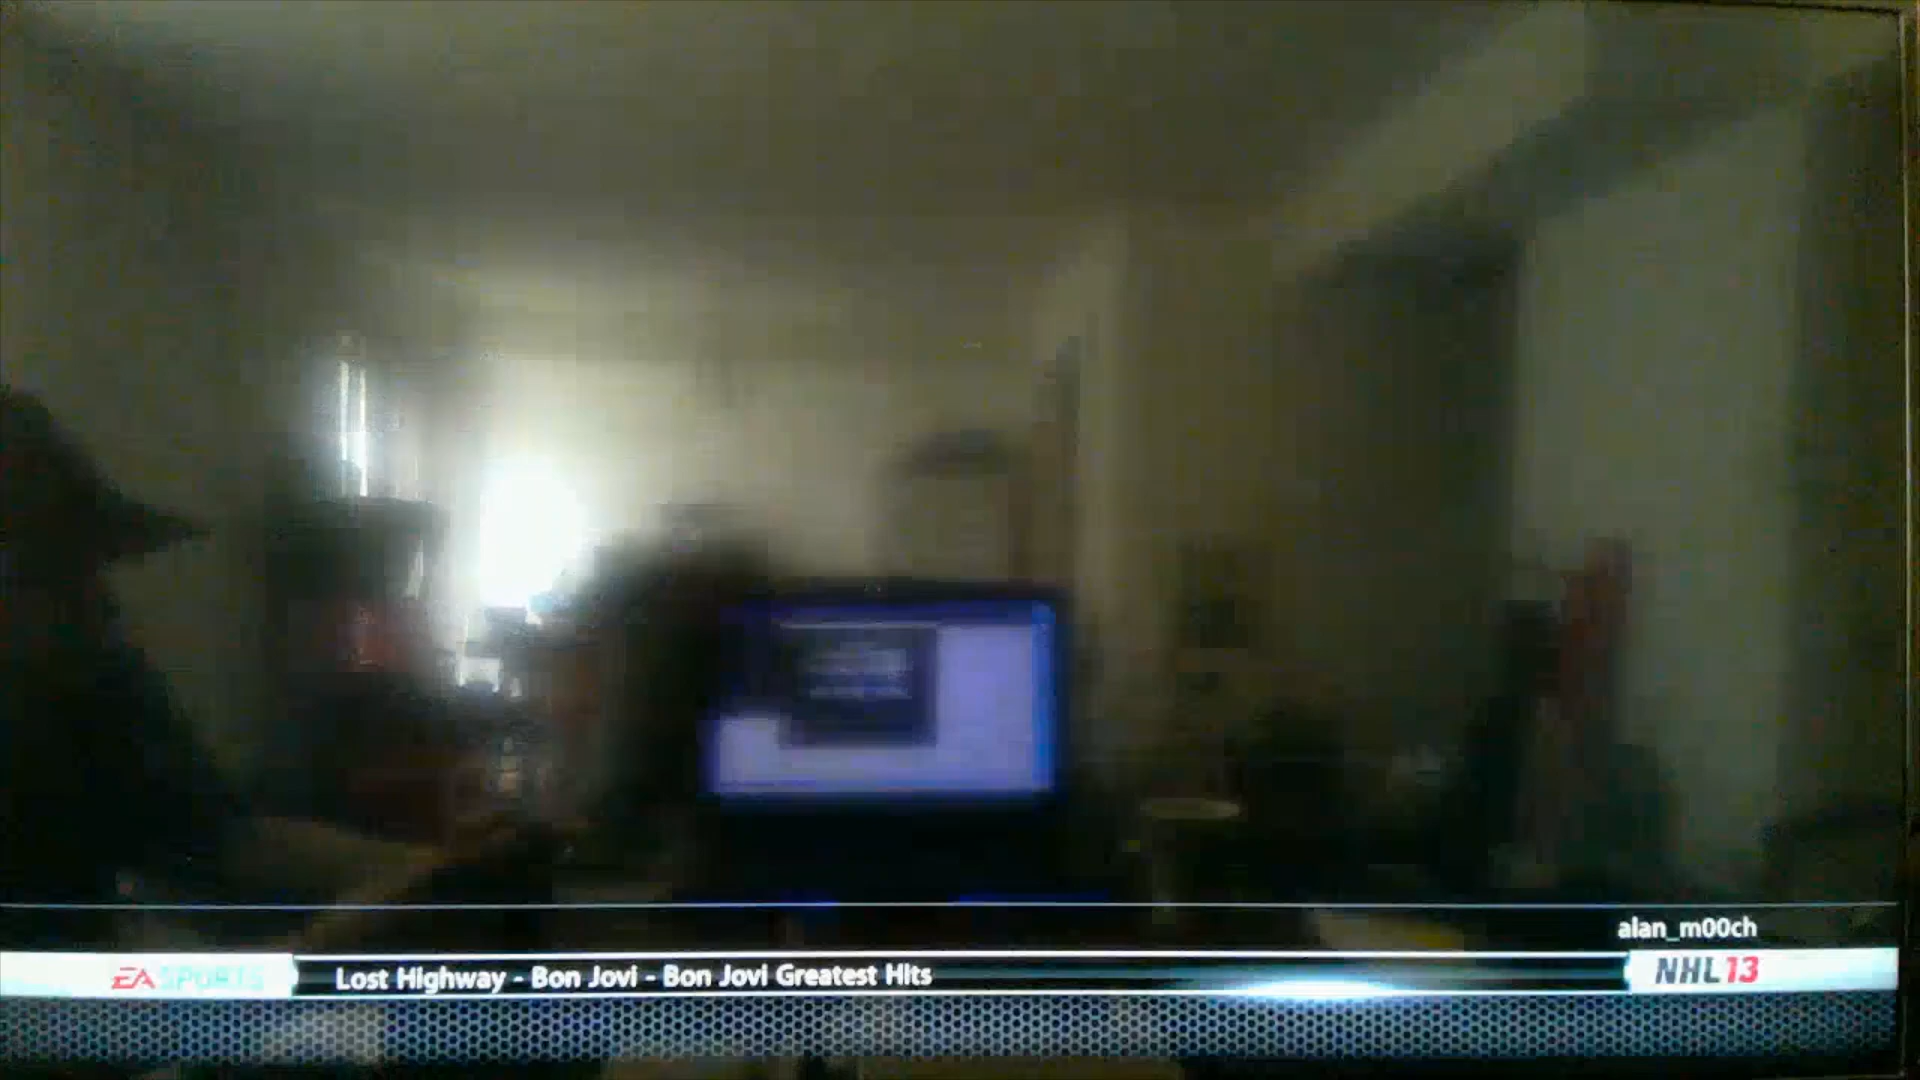 alan_m00ch
EA SPORTS
Lost Highway - Bon Jovi - Bon Jovi Greatest Hits
NHL13